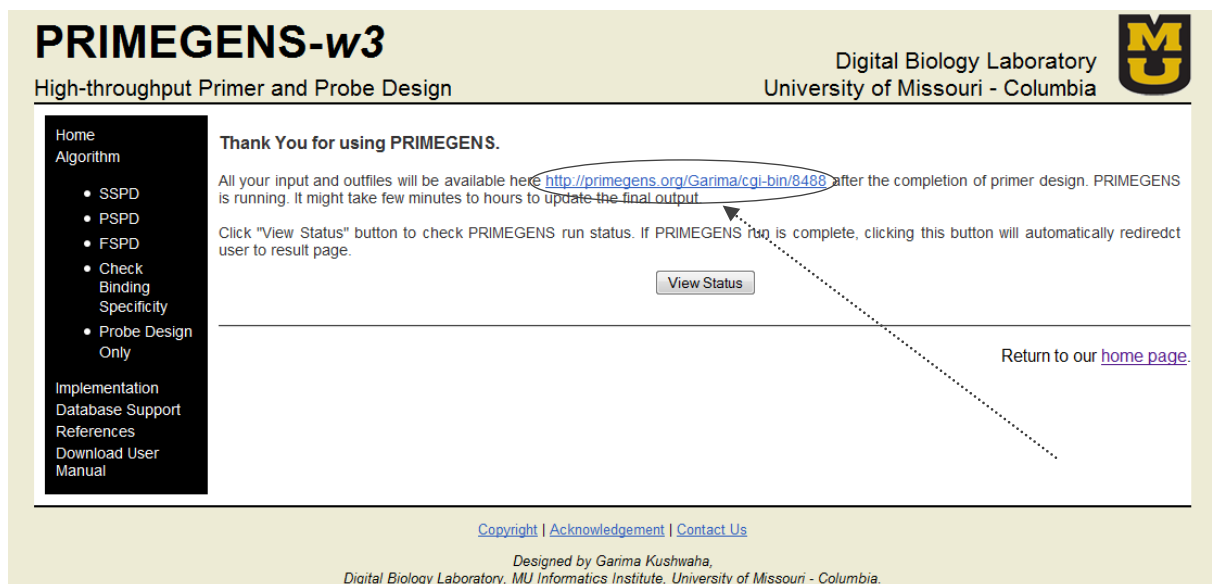 PRIMEGENS-w3
High-throughput Primer and Probe Design
Digital Biology Laboratory
University of Missouri - Columbia
MU
Home
Algorithm
SSPD
PSPD
FSPD
Check
Binding
Specificity
Probe Design
Only
Implementation
Database Support
References
Download User
Manual
Thank You for using PRIMEGENS.
All your input and outfiles will be available here http://primegens.org/Garima/cgi-bin/8488 after the completion of primer design. PRIMEGENS
is running. It might take few minutes to hours to update the final output.
Click "View Status" button to check PRIMEGENS run status. If PRIMEGENS run is complete, clicking this button will automatically rediredct
user to result page.
View Status
Return to our home page.
Copyright | Acknowledgement | Contact Us
Designed by Garima Kushwaha,
Digital Biology Laboratory, MU Informatics Institute, University of Missouri - Columbia.